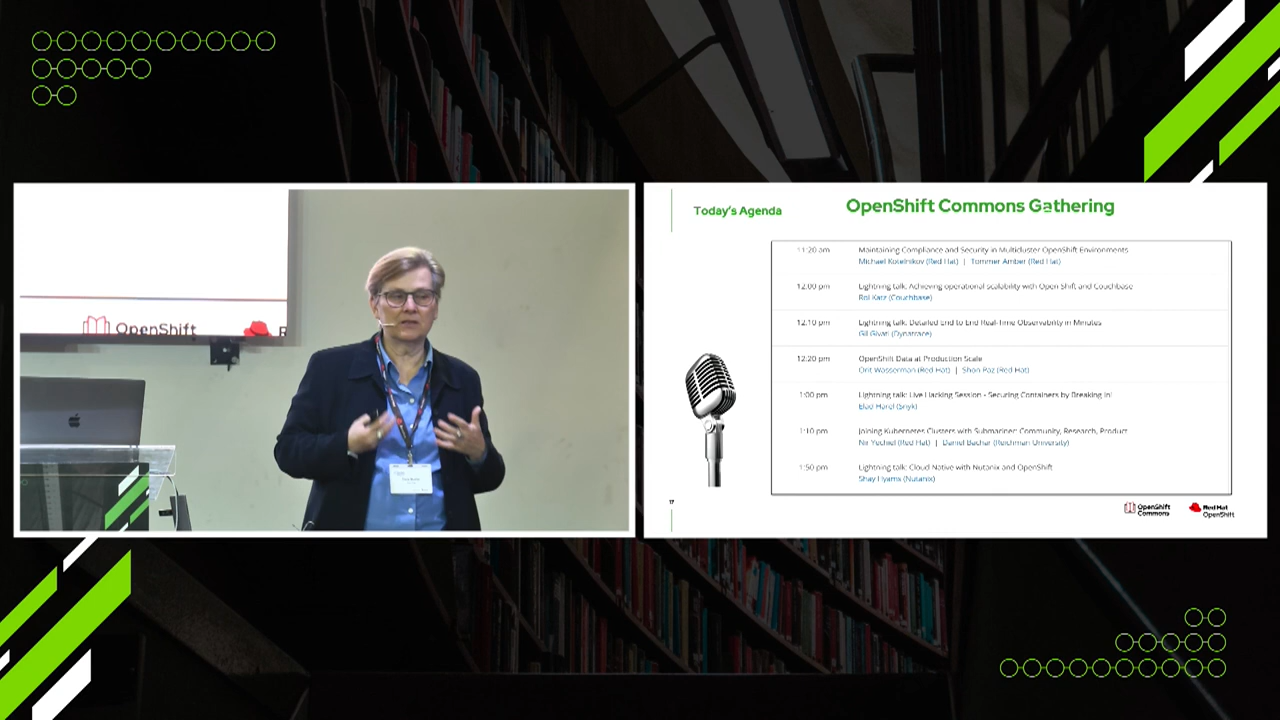 OpenShift
R
Today's Agenda
OpenShift Commons Gathering
11:20 am
Maintaining Compliance and Security in Multicluster OpenShift Environments
Michael Kotelnikov (Red Hat) | Tommer Amber (Red Hat)
12:00 pm
Lightning talk: Achieving operational scalability with Open Shift and Couchbase
Roi Katz (Couchbase)
12:10 pm
Lightning talk: Detailed End to End Real-Time Observability in Minutes
Gil Givati (Dynatrace)
12:20 pm
OpenShift Data at Production Scale
Orit Wasserman (Red Hat) | Shon Paz (Red Hat)
1:00 pm
Lightning talk: Live Hacking Session - Securing Containers by Breaking In!
Elad Harel (Snyk)
1:10 pm
Joining Kubernetes Clusters with Submariner: Community, Research, Product
Nir Yechiel (Red Hat) | Daniel Bachar (Reichman University)
1:50 pm
Lightning talk: Cloud Native with Nutanix and OpenShift
Shay Hyams (Nutanix)
17
OpenShift
Commons
Red Hat
OpenShift